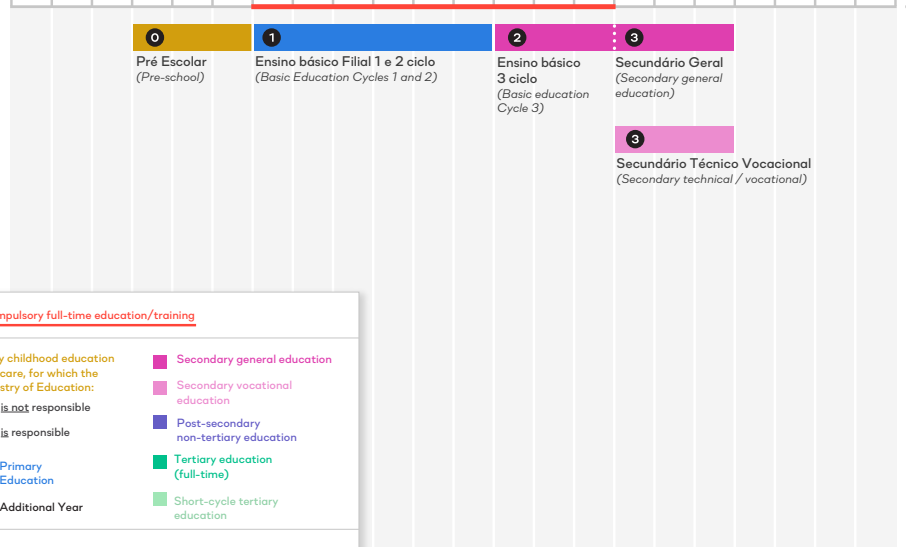 0
Pré Escolar
(Pre-school)
1
Ensino básico Filial 1 e 2 ciclo
(Basic Education Cycles 1 and 2)
2
Ensino básico
3 ciclo
(Basic education
Cycle 3)
3
Secundário Geral
(Secondary general
education)
3
Secundário Técnico Vocacional
(Secondary technical / vocational)
full-time education/training
childhood education
care, for which the
of Education:
is not responsible
is responsible
Primary
Education
Additional Year
Secondary general education
Secondary vocational
education
Post-secondary
non-tertiary education
Tertiary education
(full-time)
Short-cycle tertiary
education